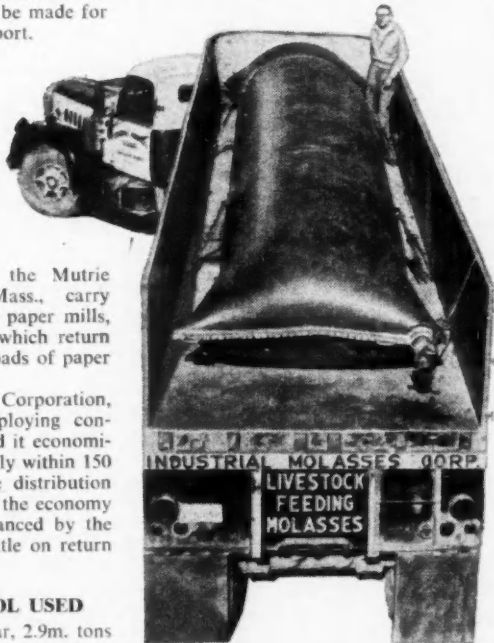 be made for
port.
the Mutrie
Mass., carry
paper mills,
which return
oads of paper
Corporation,
ploying con-
d it economi-
ly within 150
e distribution
the economy
anced by the
ttle on return
OL USED
ar, 2.9m. tons
INDUSTRIAL MOLASSES CORP.
LIVESTOCK
FEEDING
MOLASSES